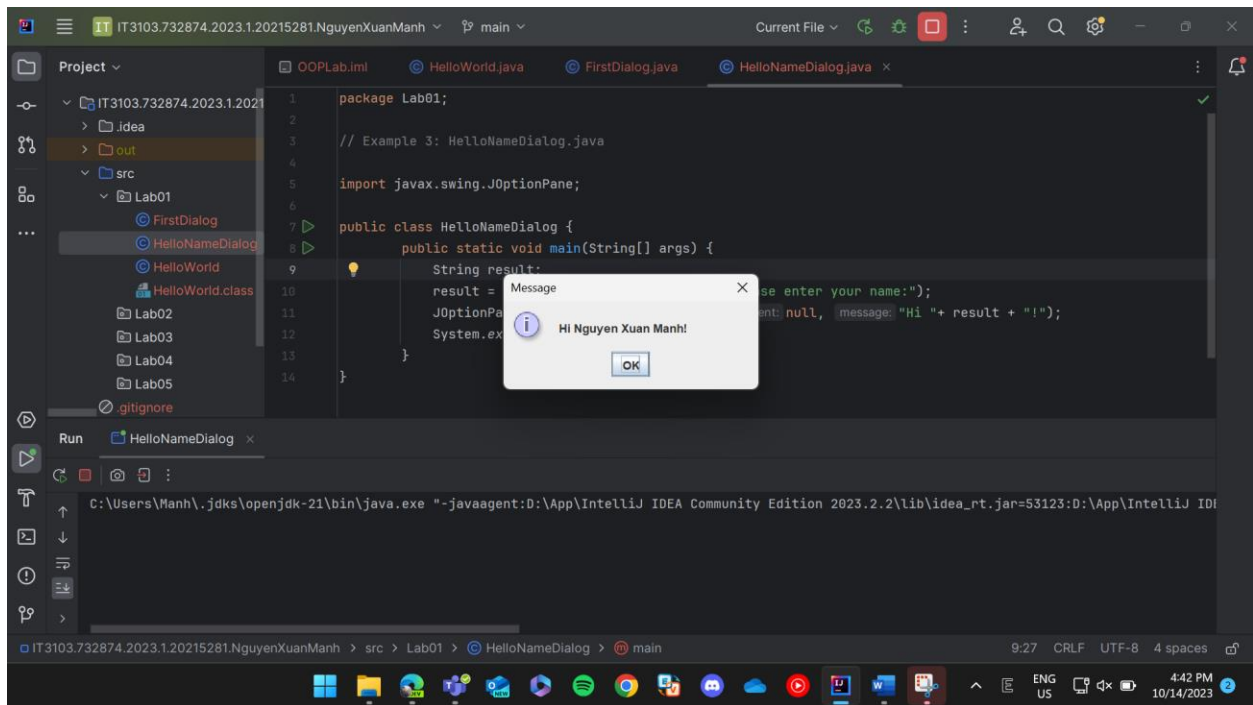 IT IT3103.732874.2023.1.20215281.NguyenXuanManh main Current File
Project
OOPLab.iml HelloWorld.java FirstDialog.java HelloNameDialog.java
IT3103.732874.2023.1.2021
.idea
out
src
Lab01
FirstDialog
HelloNameDialog
HelloWorld
HelloWorld.class
Lab02
Lab03
Lab04
Lab05
.gitignore
1 package Lab01;
2
3 // Example 3: HelloNameDialog.java
4
5 import javax.swing.JOptionPane;
6
7 public class HelloNameDialog {
8 public static void main(String[] args) {
9 String result;
10 result = se enter your name:");
11 JOptionPa ent: null, message: "Hi "+ result + "!");
12 System.ex
13 }
14 }
Message
Hi Nguyen Xuan Manh!
OK
Run HelloNameDialog
C:\Users\Manh\.jdks\openjdk-21\bin\java.exe "-javaagent:D:\App\IntelliJ IDEA Community Edition 2023.2.2\lib\idea_rt.jar=53123:D:\App\IntelliJ IDE
IT3103.732874.2023.1.20215281.NguyenXuanManh > src > Lab01 > HelloNameDialog > main 9:27 CRLF UTF-8 4 spaces
ENG
US
4:42 PM
10/14/2023
2